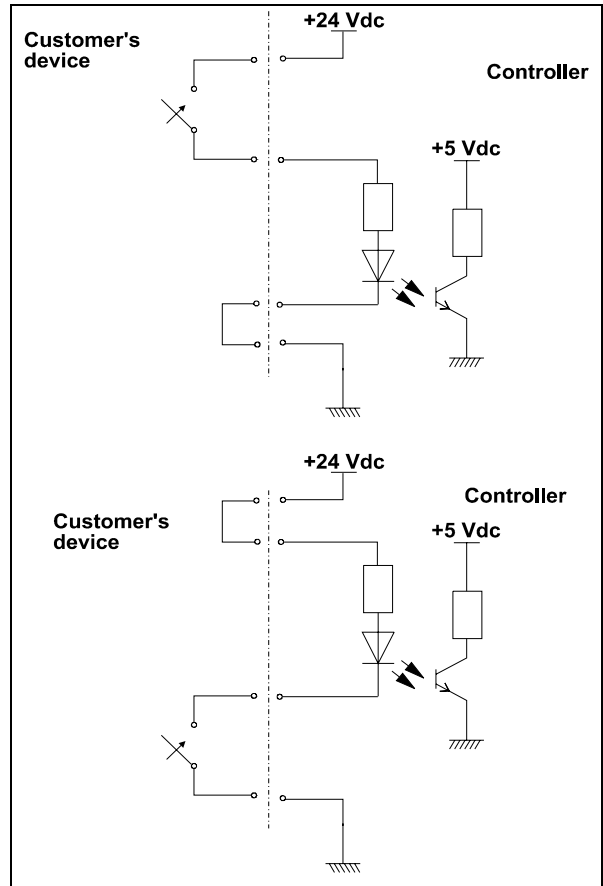 +24 Vdc
Customer's
device
Controller
+5 Vdc
+24 Vdc
Controller
Customer's
device
+5 Vdc